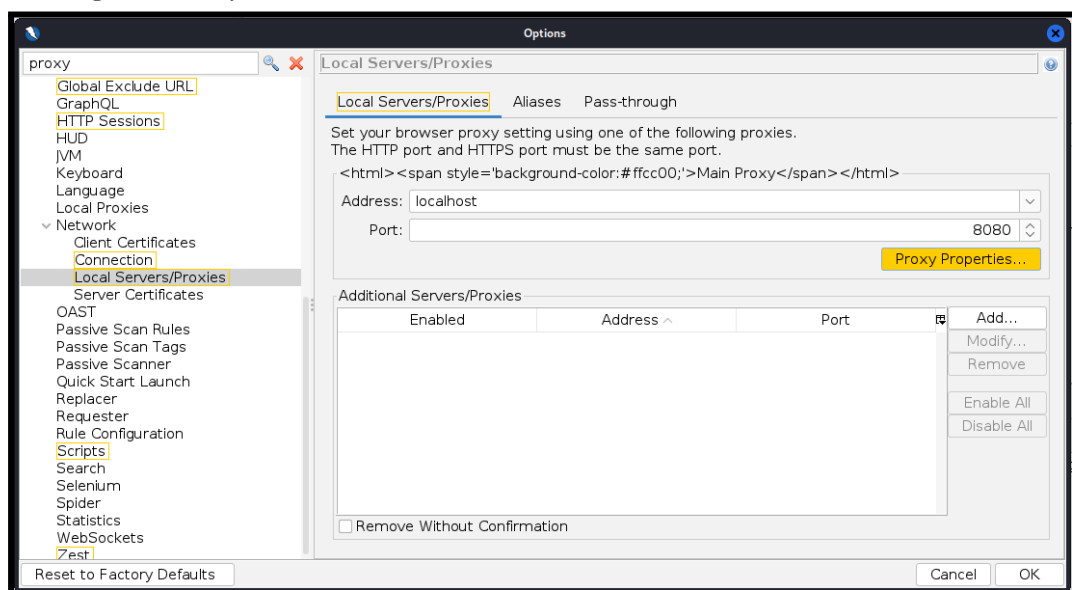 Options
proxy
Global Exclude URL
GraphQL
HTTP Sessions
HUD
JVM
Keyboard
Language
Local Proxies
Network
Client Certificates
Connection
Local Servers/Proxies
Server Certificates
OAST
Passive Scan Rules
Passive Scan Tags
Passive Scanner
Quick Start Launch
Replacer
Requester
Rule Configuration
Scripts
Search
Selenium
Spider
Statistics
WebSockets
Zest
Reset to Factory Defaults
Local Servers/Proxies
Local Servers/Proxies Aliases Pass-through
Set your browser proxy setting using one of the following proxies.
The HTTP port and HTTPS port must be the same port.
<html><span style='background-color:#ffcc00;'>Main Proxy</span></html>
Address: localhost
Port: 8080
Proxy Properties...
Additional Servers/Proxies
Enabled Address Port
Add...
Modify...
Remove
Enable All
Disable All
Remove Without Confirmation
Cancel OK